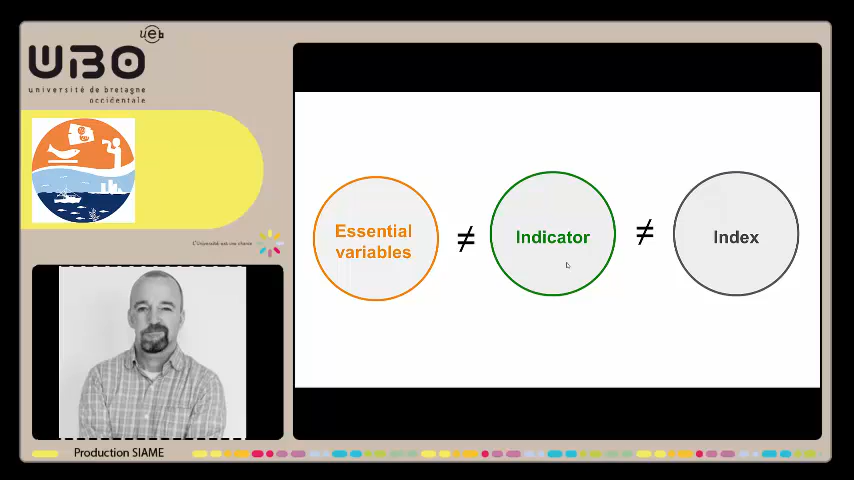 ueb
UBO
université de bretagne
occidentale
L'Université est une chance
Essential
variables
≠
Indicator
≠
Index
Production SIAME